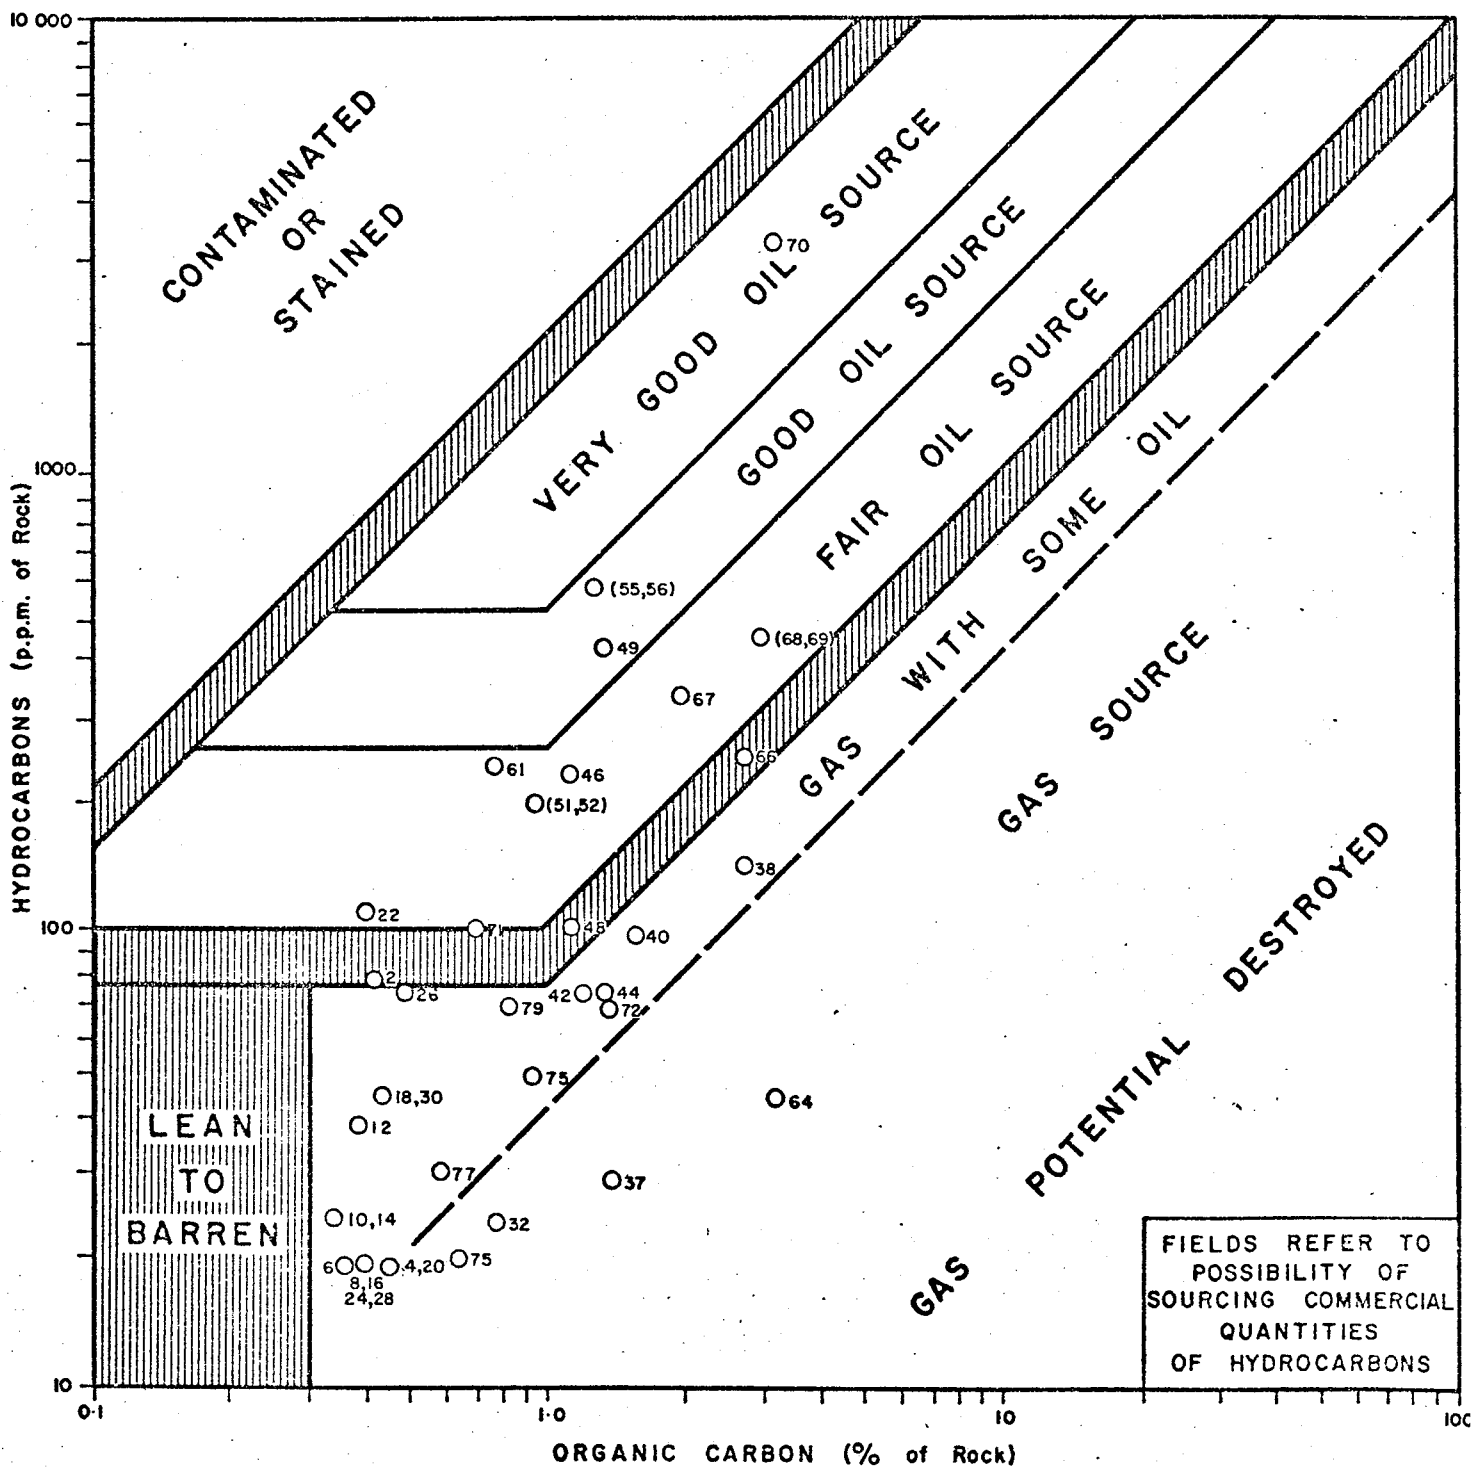 10 000
1000
100
10
HYDROCARBONS (p.p.m. of Rock)
CONTAMINATED
OR
STAINED
VERY GOOD OIL SOURCE
GOOD OIL SOURCE
FAIR OIL SOURCE
GAS WITH SOME OIL
GAS SOURCE
GAS POTENTIAL DESTROYED
LEAN
TO
BARREN
70
(55,56)
49
(68,69)
67
61
46
66
(51,52)
38
22
71
48
40
2
26
42
44
79
72
75
18,30
64
12
77
37
10,14
32
6
8,16
24,28
4,20
75
FIELDS REFER TO
POSSIBILITY OF
SOURCING COMMERCIAL
QUANTITIES
OF HYDROCARBONS
0·1
1·0
10
100
ORGANIC CARBON (% of Rock)